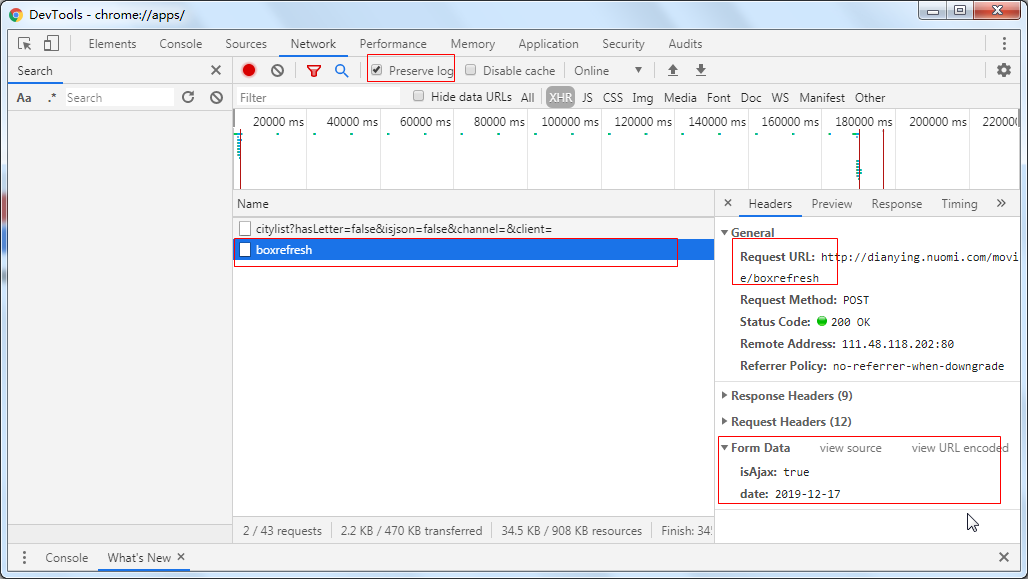 DevTools - chrome://apps/
Elements Console Sources Network Performance Memory Application Security Audits
Search
Preserve log Disable cache Online
Aa .* Search
Filter Hide data URLs All XHR JS CSS Img Media Font Doc WS Manifest Other
20000 ms 40000 ms 60000 ms 80000 ms 100000 ms 120000 ms 140000 ms 160000 ms 180000 ms 200000 ms 22000
Name
citylist?hasLetter=false&isjson=false&channel=&client=
boxrefresh
Headers Preview Response Timing »
General
Request URL: http://dianying.nuomi.com/movi
e/boxrefresh
Request Method: POST
Status Code: 200 OK
Remote Address: 111.48.118.202:80
Referrer Policy: no-referrer-when-downgrade
Response Headers (9)
Request Headers (12)
Form Data view source view URL encoded
isAjax: true
date: 2019-12-17
2 / 43 requests 2.2 KB / 470 KB transferred 34.5 KB / 908 KB resources Finish: 34
Console What's New